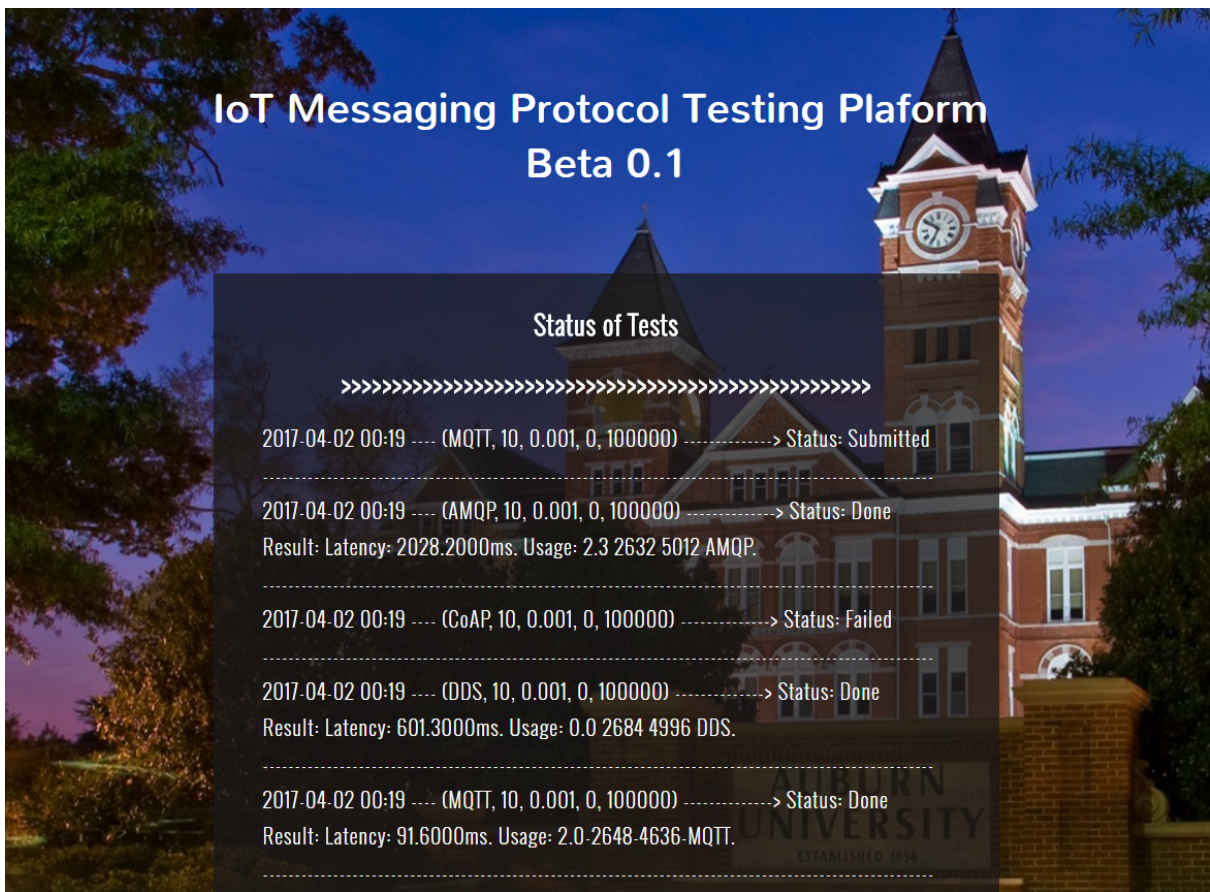 IoT Messaging Protocol Testing Plaform
Beta 0.1
Status of Tests
>>>>>>>>>>>>>>>>>>>>>>>>>>>>>>>>>>>>>>>>>>>>>>>>>>>>
2017-04-02 00:19 ---- (MQTT, 10, 0.001, 0, 100000) --------------> Status: Submitted
2017-04-02 00:19 ---- (AMQP, 10, 0.001, 0, 100000) --------------> Status: Done
Result: Latency: 2028.2000ms. Usage: 2.3 2632 5012 AMQP.
2017-04-02 00:19 ---- (CoAP, 10, 0.001, 0, 100000) --------------> Status: Failed
2017-04-02 00:19 ---- (DDS, 10, 0.001, 0, 100000) --------------> Status: Done
Result: Latency: 601.3000ms. Usage: 0.0 2684 4996 DDS.
2017-04-02 00:19 ---- (MQTT, 10, 0.001, 0, 100000) --------------> Status: Done
Result: Latency: 91.6000ms. Usage: 2.0-2648-4636-MQTT.
AUBURN
UNIVERSITY
ESTABLISHED 1856